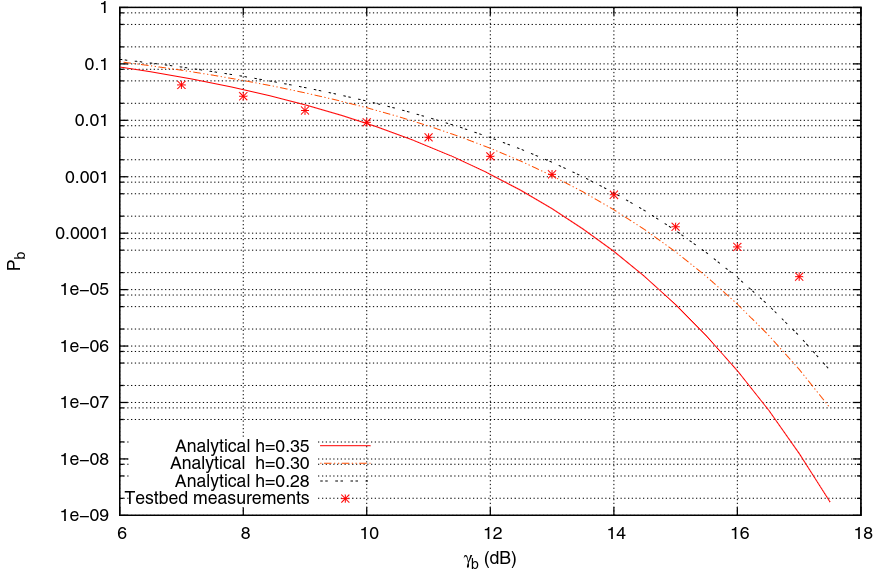 1
0.1
0.01
0.001
0.0001
1e-05
1e-06
1e-07
1e-08
1e-09
P_b
Analytical h=0.35
Analytical h=0.30
Analytical h=0.28
Testbed measurements
6 8 10 12 14 16 18
γ_b (dB)